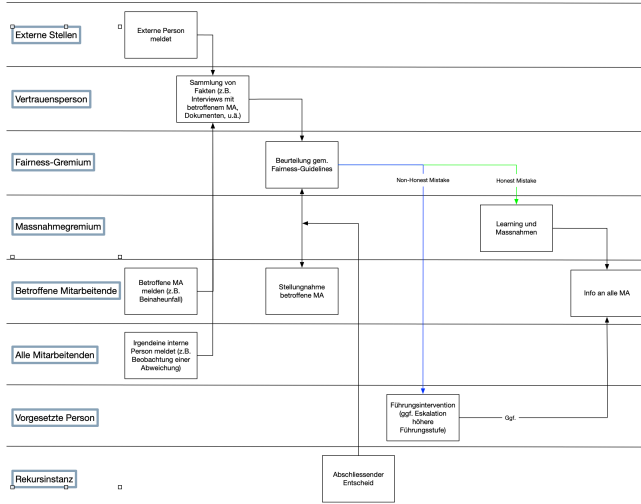 Externe Stellen
Externe Person
meldet
Vertrauensperson
Sammlung von
Fakten (z.B.
Interviews mit
betroffenem MA,
Dokumenten, u.ä.)
Fairness-Gremium
Beurteilung gem.
Fairness-Guidelines
Non-Honest Mistake
Honest Mistake
Massnahmegremium
Learning und
Massnahmen
Betroffene Mitarbeitende
Betroffene MA
melden (z.B.
Beinaheunfall)
Stellungnahme
betroffene MA
Info an alle MA
Alle Mitarbeitenden
Irgendeine interne
Person meldet (z.B.
Beobachtung einer
Abweichung)
Vorgesetzte Person
Führungsintervention
(ggf. Eskalation
höhere
Führungsstufe)
Ggf.
Rekursinstanz
Abschliessender
Entscheid